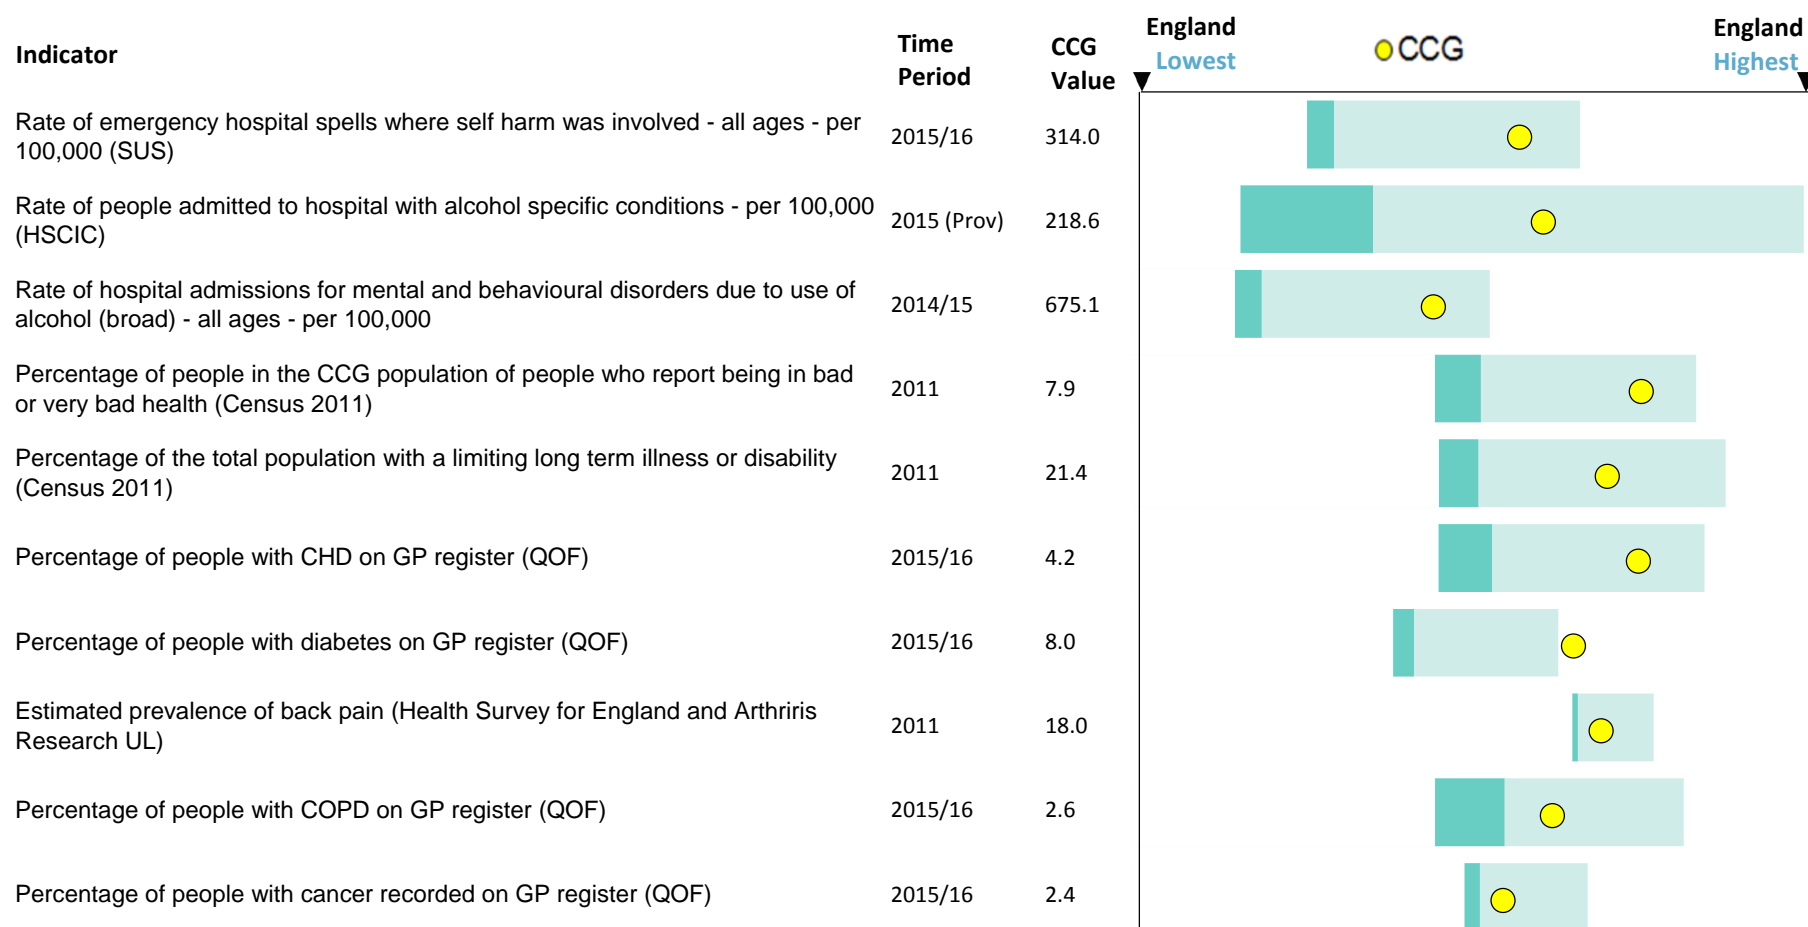 Indicator
Time
Period
CCG
Value
England
Lowest
CCG
England
Highest
Rate of emergency hospital spells where self harm was involved - all ages - per
100,000 (SUS)
2015/16
314.0
Rate of people admitted to hospital with alcohol specific conditions - per 100,000
(HSCIC)
2015 (Prov)
218.6
Rate of hospital admissions for mental and behavioural disorders due to use of
alcohol (broad) - all ages - per 100,000
2014/15
675.1
Percentage of people in the CCG population of people who report being in bad
or very bad health (Census 2011)
2011
7.9
Percentage of the total population with a limiting long term illness or disability
(Census 2011)
2011
21.4
Percentage of people with CHD on GP register (QOF)
2015/16
4.2
Percentage of people with diabetes on GP register (QOF)
2015/16
8.0
Estimated prevalence of back pain (Health Survey for England and Arthriris
Research UL)
2011
18.0
Percentage of people with COPD on GP register (QOF)
2015/16
2.6
Percentage of people with cancer recorded on GP register (QOF)
2015/16
2.4